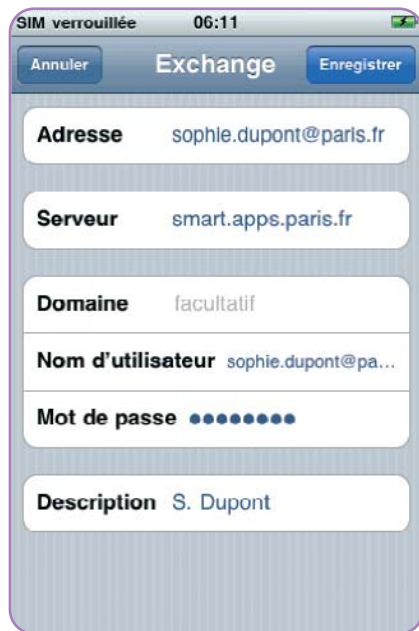 SIM verrouillée 06:11
Annuler Exchange Enregistrer
Adresse sophie.dupont@paris.fr
Serveur smart.apps.paris.fr
Domaine facultatif
Nom d'utilisateur sophie.dupont@pa...
Mot de passe ●●●●●●●●
Description S. Dupont